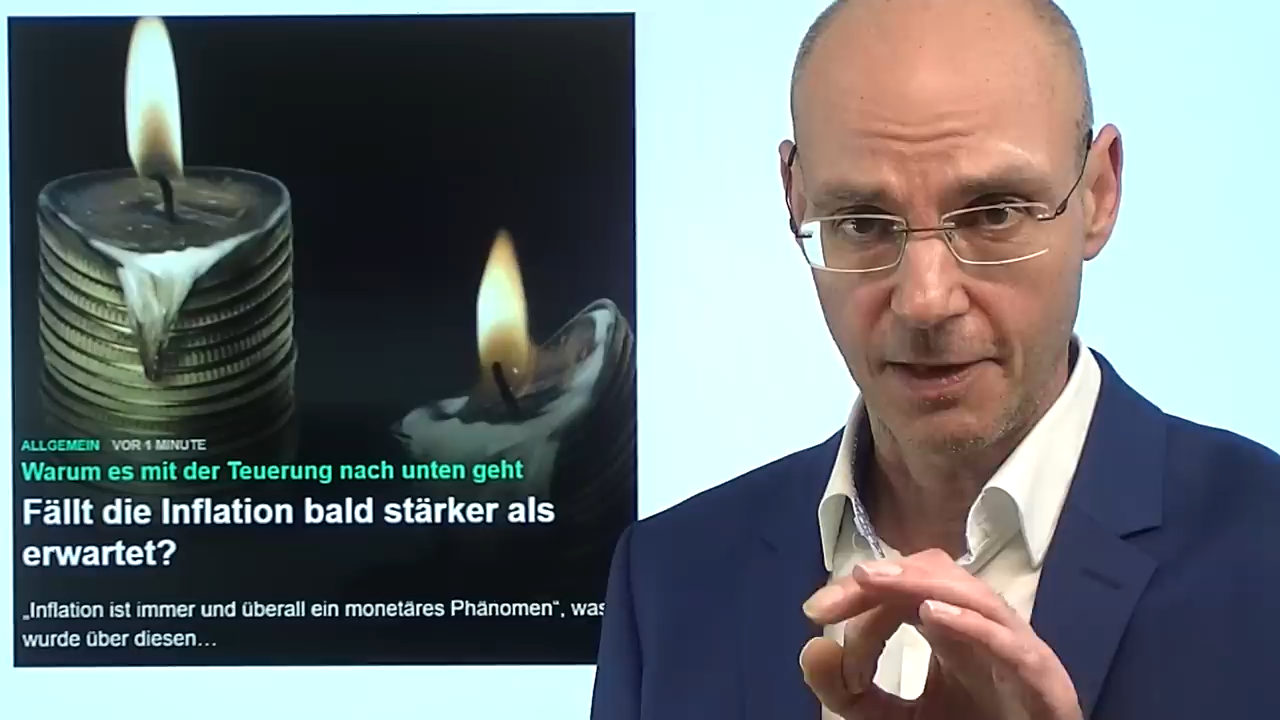 ALLGEMEIN VOR 1 MINUTE
Warum es mit der Teuerung nach unten geht
Fällt die Inflation bald stärker als
erwartet?
„Inflation ist immer und überall ein monetäres Phänomen“, was
wurde über diesen…